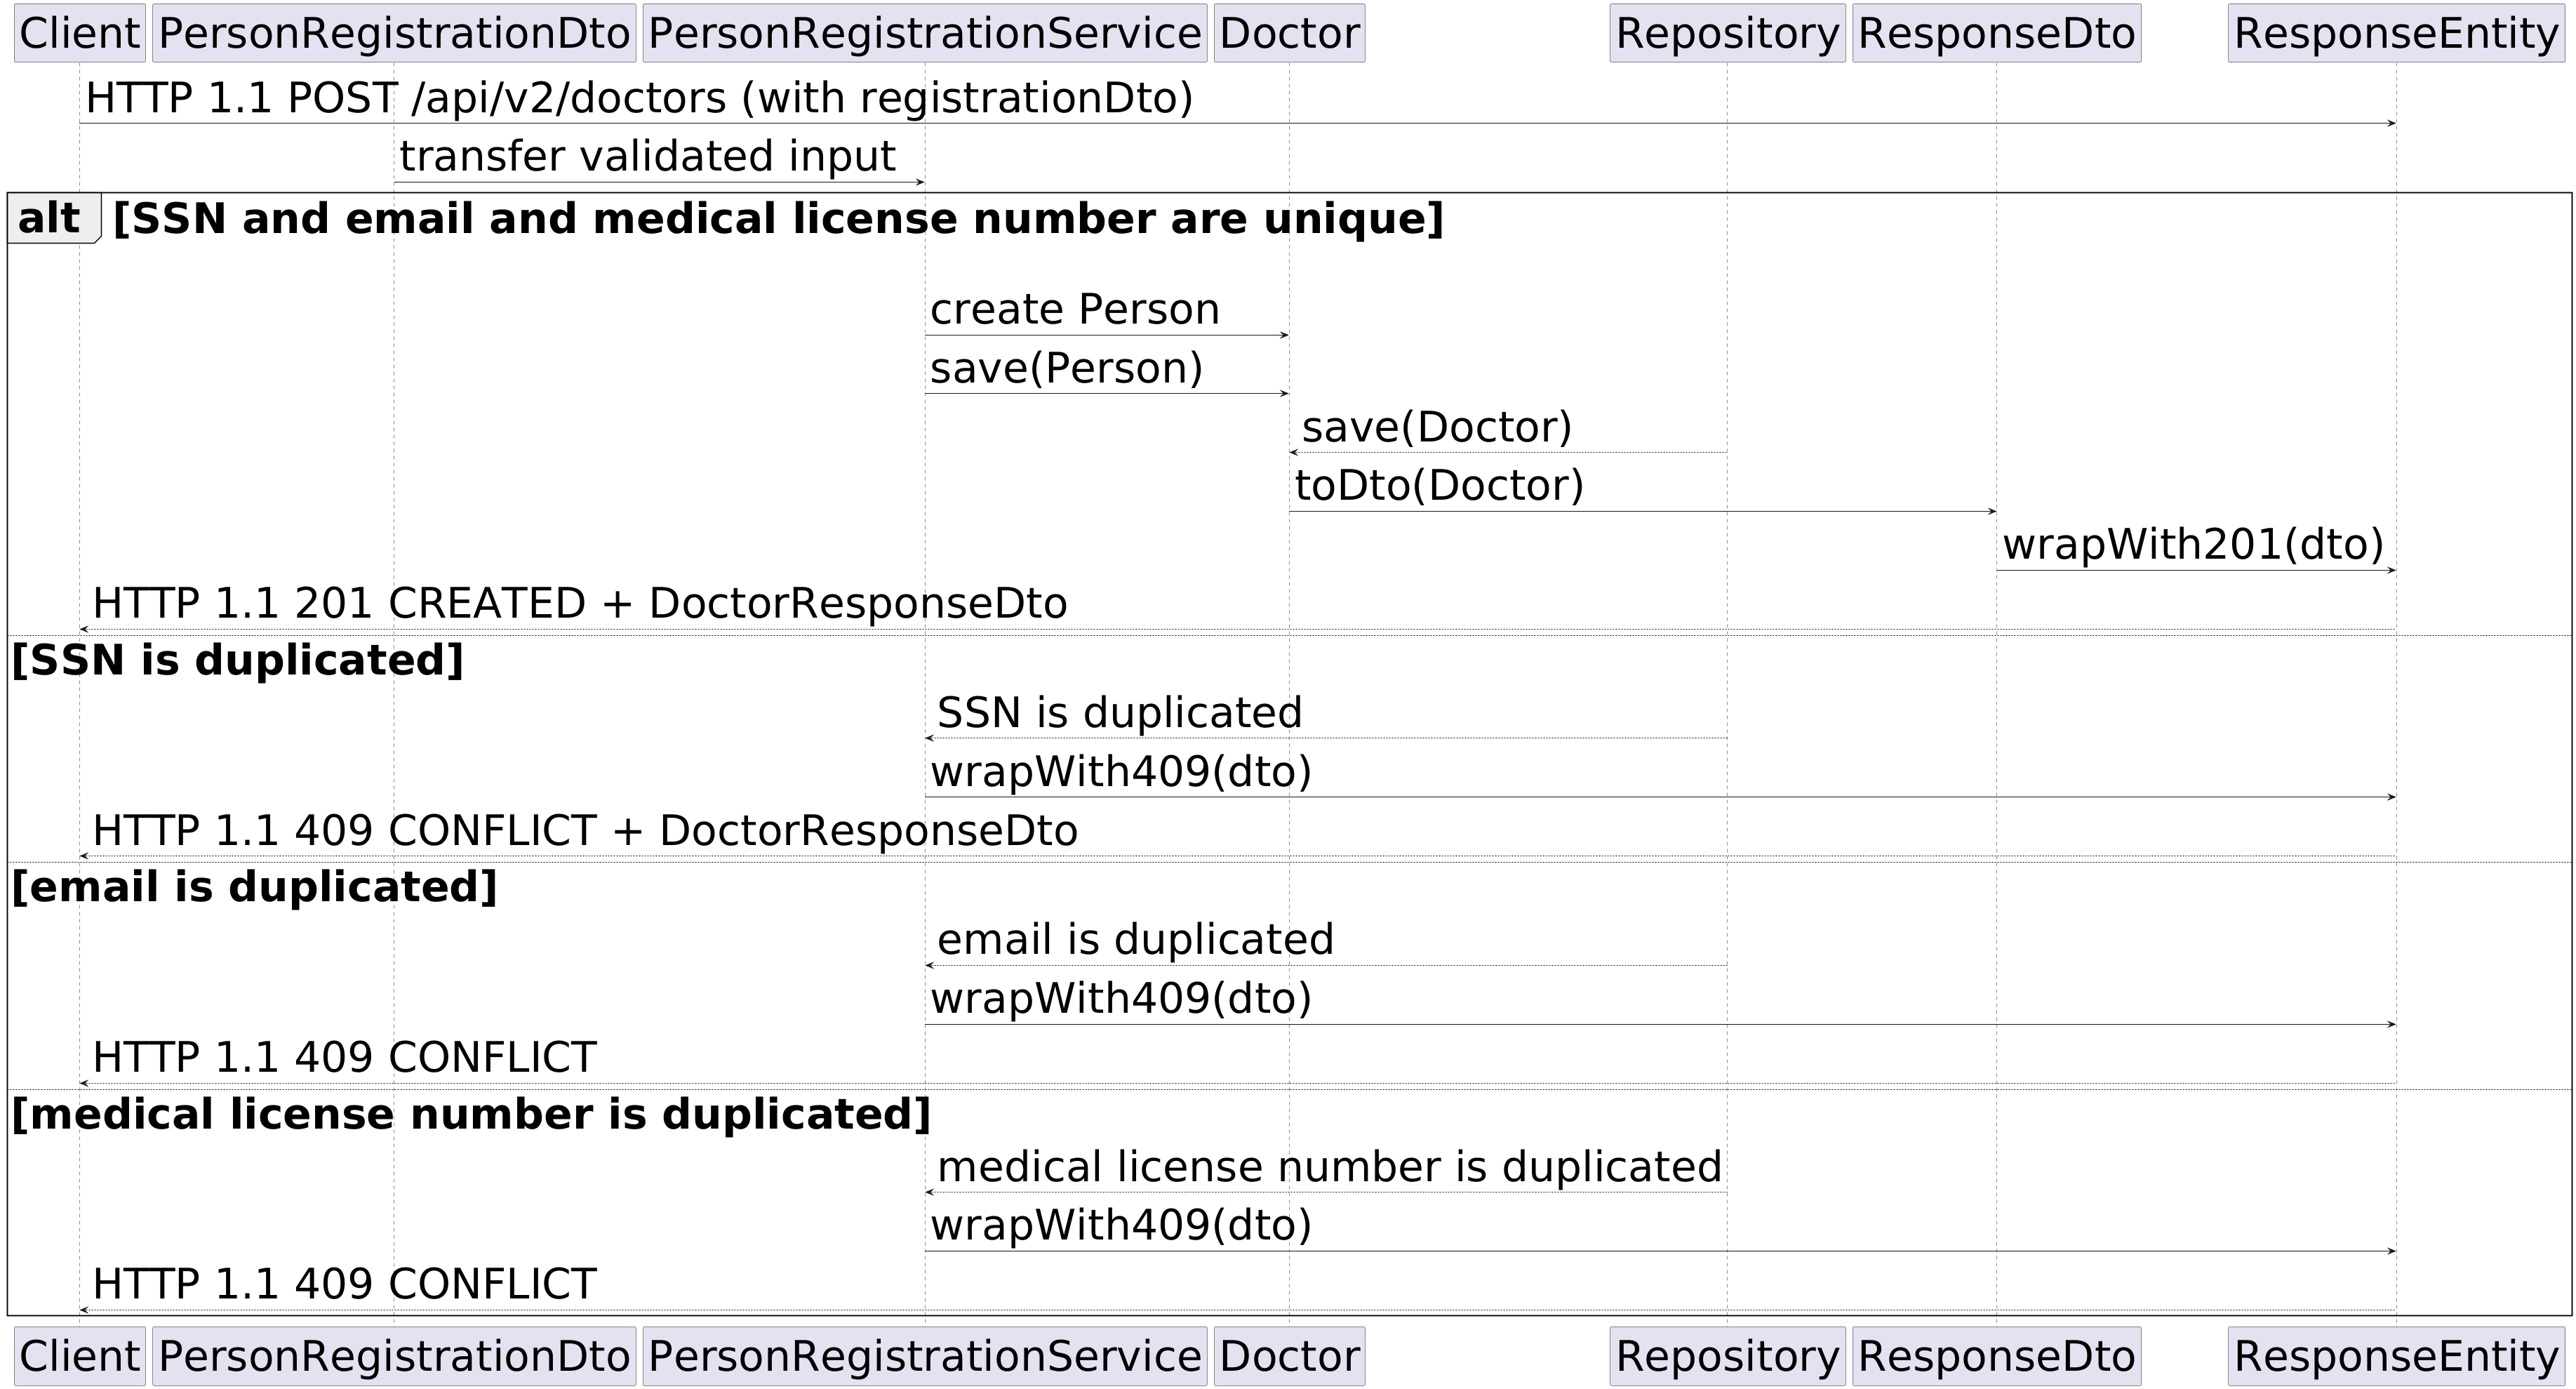 Client PersonRegistrationDto PersonRegistrationService Doctor Repository ResponseDto ResponseEntity
HTTP 1.1 POST /api/v2/doctors (with registrationDto)
transfer validated input
alt [SSN and email and medical license number are unique]
create Person
save(Person)
save(Doctor)
toDto(Doctor)
wrapWith201(dto)
HTTP 1.1 201 CREATED + DoctorResponseDto
[SSN is duplicated]
SSN is duplicated
wrapWith409(dto)
HTTP 1.1 409 CONFLICT + DoctorResponseDto
[email is duplicated]
email is duplicated
wrapWith409(dto)
HTTP 1.1 409 CONFLICT
[medical license number is duplicated]
medical license number is duplicated
wrapWith409(dto)
HTTP 1.1 409 CONFLICT
Client PersonRegistrationDto PersonRegistrationService Doctor Repository ResponseDto ResponseEntity